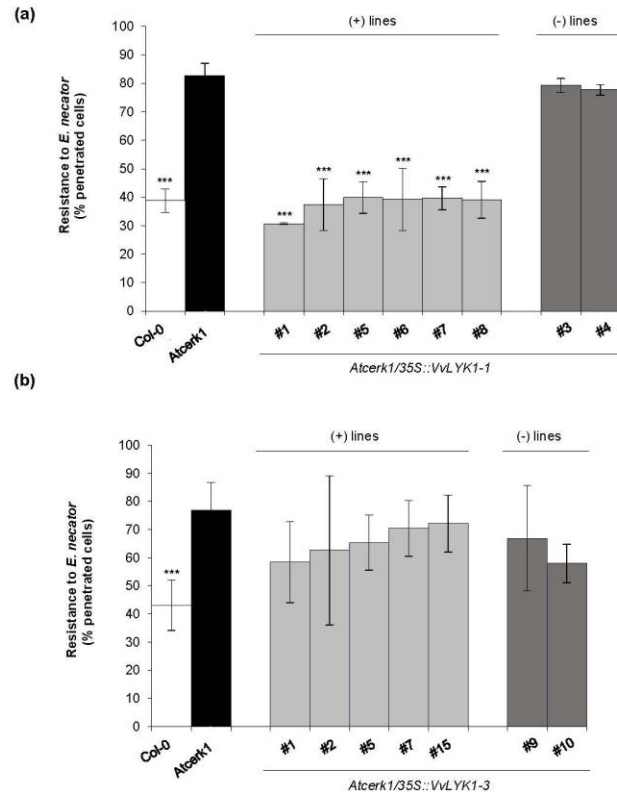 (a)
(+) lines
(-) lines
Resistance to E. necator
(% penetrated cells)
100
90
80
70
60
50
40
30
20
10
0
***
***
***
***
***
***
***
Col-0
Atcerk1
#1
#2
#5
#6
#7
#8
#3
#4
Atcerk1/35S::VvLYK1-1
(b)
(+) lines
(-) lines
Resistance to E. necator
(% penetrated cells)
100
90
80
70
60
50
40
30
20
10
0
***
Col-0
Atcerk1
#1
#2
#5
#7
#15
#9
#10
Atcerk1/35S::VvLYK1-3